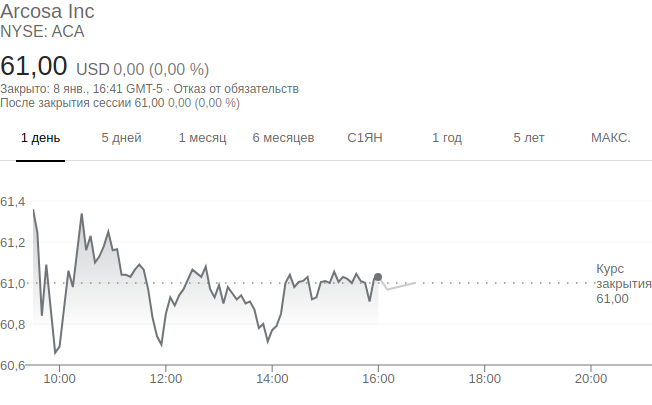 Arcosa Inc
NYSE: ACA
61,00 USD 0,00 (0,00 %)
Закрыто: 8 янв., 16:41 GMT-5 · Отказ от обязательств
После закрытия сессии 61,00 0,00 (0,00 %)
1 день 5 дней 1 месяц 6 месяцев С1ЯН 1 год 5 лет МАКС.
61,4
61,2
61,0
60,8
60,6
Курс
закрытия
61,00
10:00 12:00 14:00 16:00 18:00 20:00